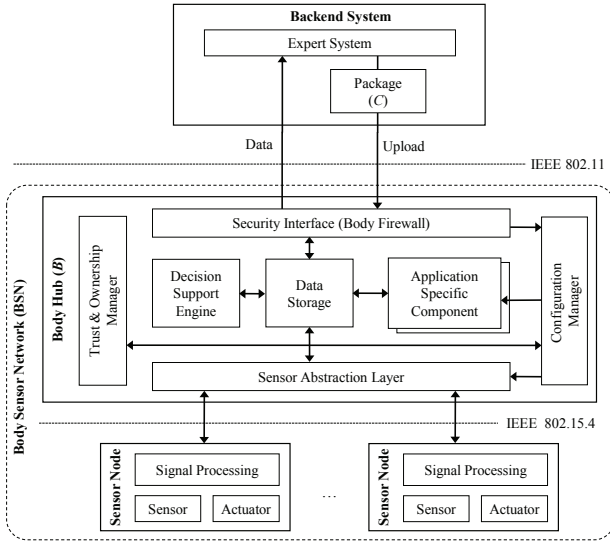 Backend System
Expert System
Package
(C)
Data
Upload
IEEE 802.11
Body Sensor Network (BSN)
Body Hub (B)
Trust & Ownership
Manager
Security Interface (Body Firewall)
Decision
Support
Engine
Data
Storage
Application
Specific
Component
Configuration
Manager
Sensor Abstraction Layer
IEEE 802.15.4
Sensor Node
Signal Processing
Sensor
Actuator
...
Sensor Node
Signal Processing
Sensor
Actuator